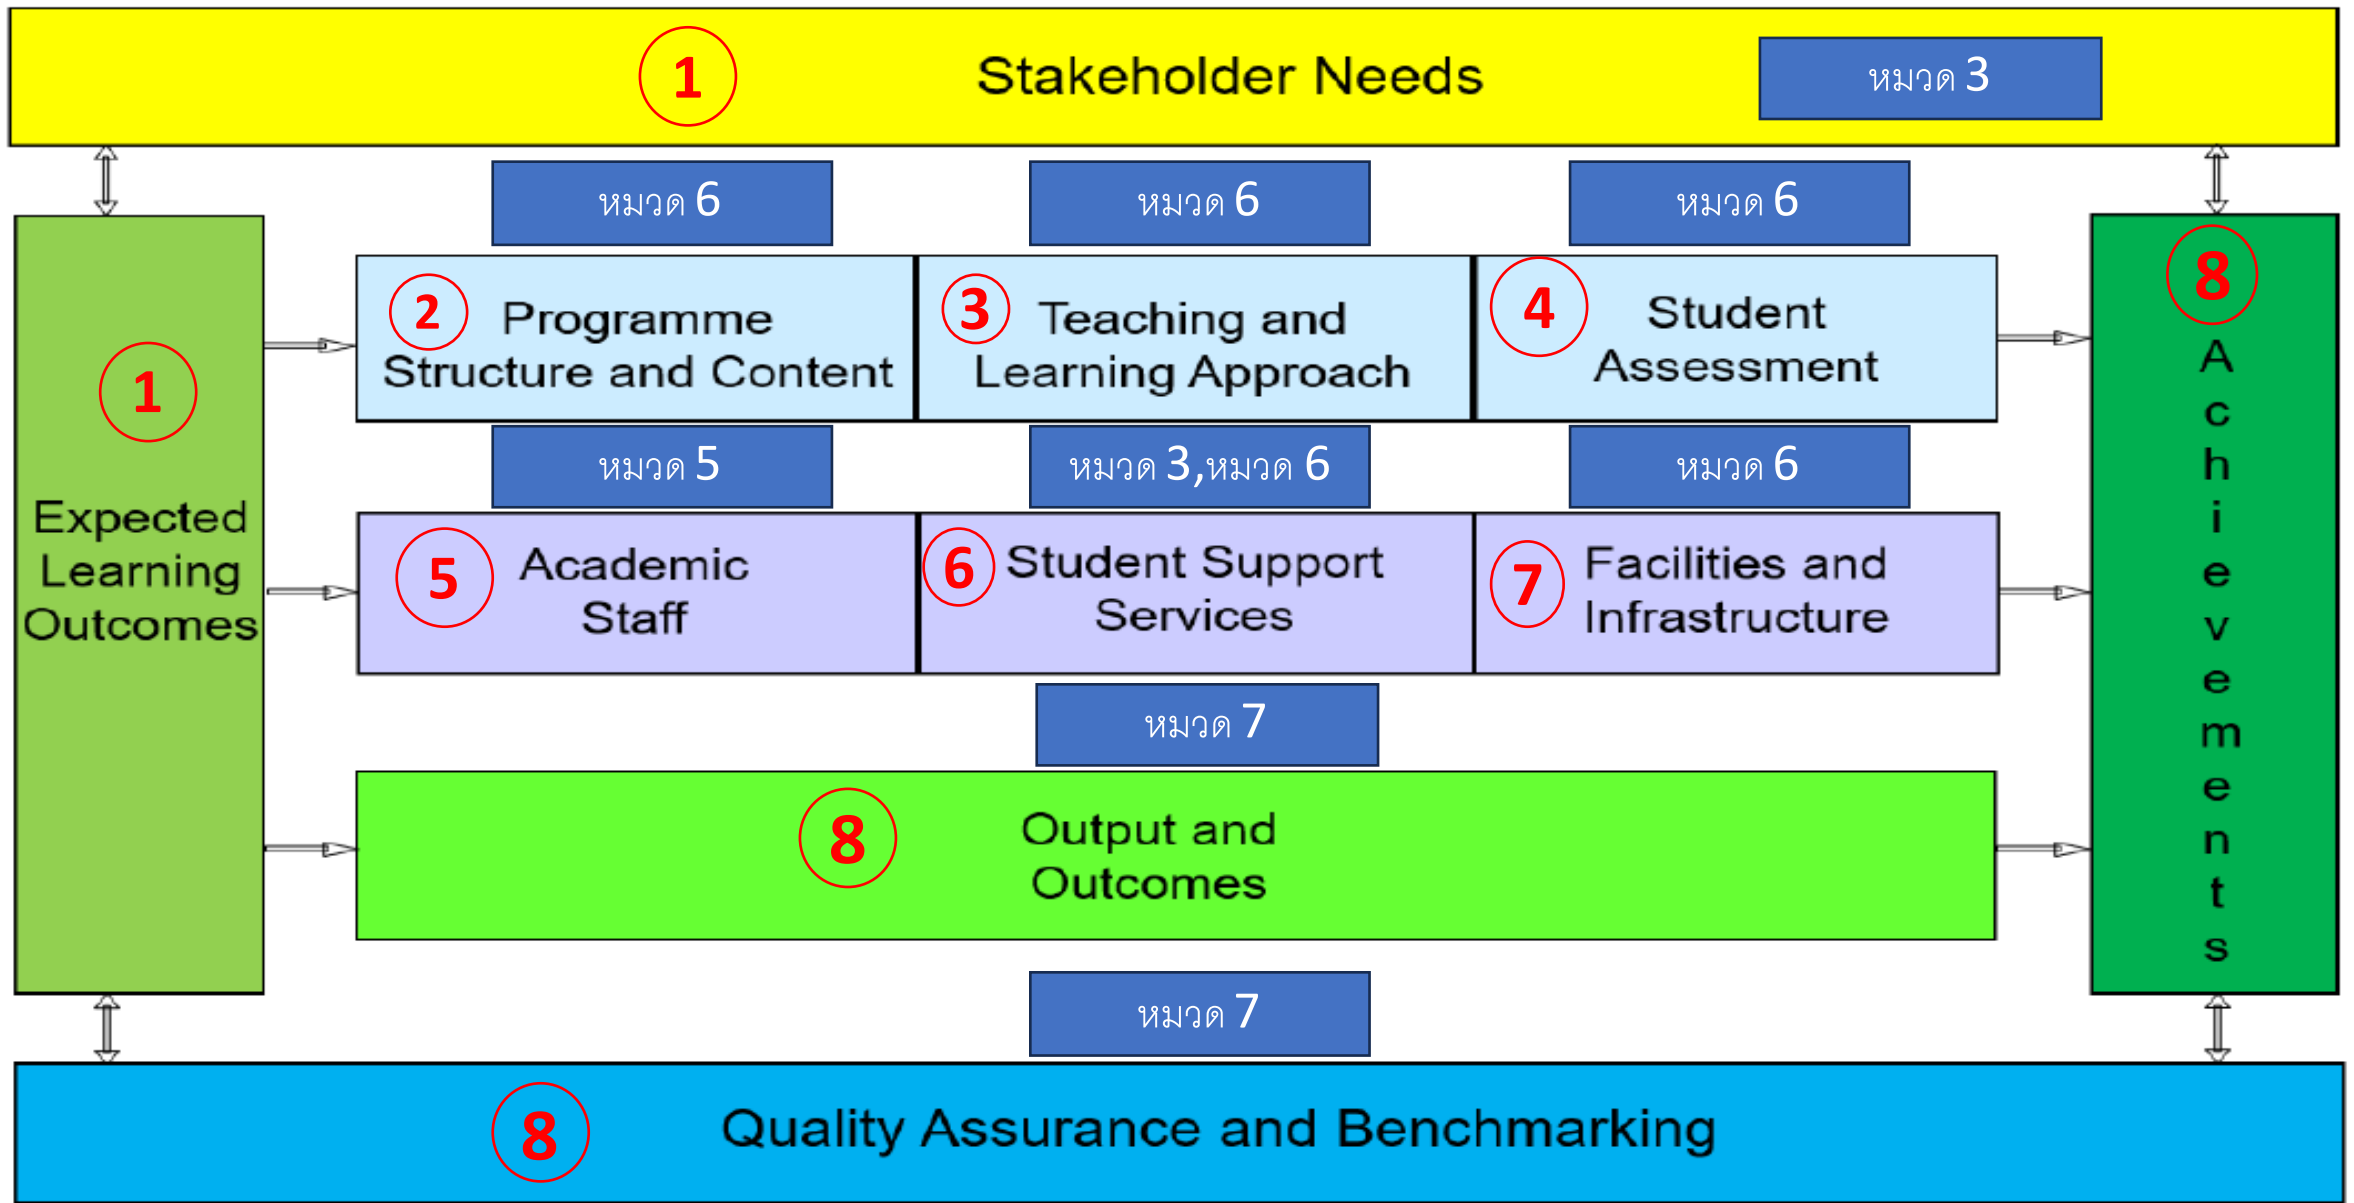 1
Stakeholder Needs
หมวด 3
หมวด 6
หมวด 6
หมวด 6
1
Expected
Learning
Outcomes
2
Programme
Structure and Content
3
Teaching and
Learning Approach
4
Student
Assessment
8
Achievements
หมวด 5
หมวด 3,หมวด 6
หมวด 6
5
Academic
Staff
6
Student Support
Services
7
Facilities and
Infrastructure
หมวด 7
8
Output and
Outcomes
หมวด 7
8
Quality Assurance and Benchmarking